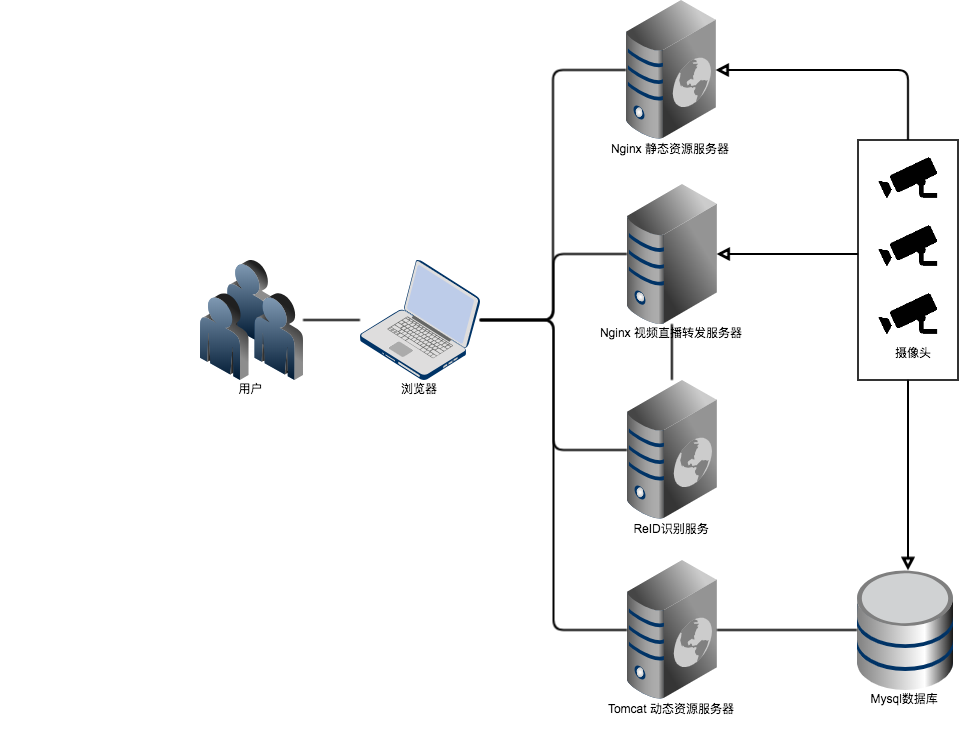 Nginx 静态资源服务器
Nginx 视频直播转发服务器
摄像头
用户
浏览器
ReID识别服务
Mysql数据库
Tomcat 动态资源服务器